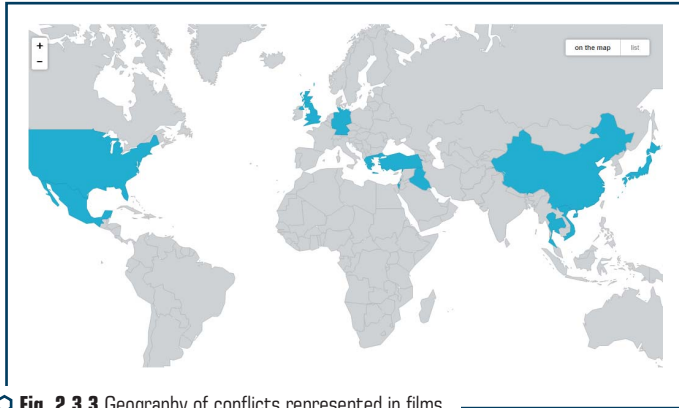 +
−
on the map list
Fig. 2.3.3 Geography of conflicts represented in films